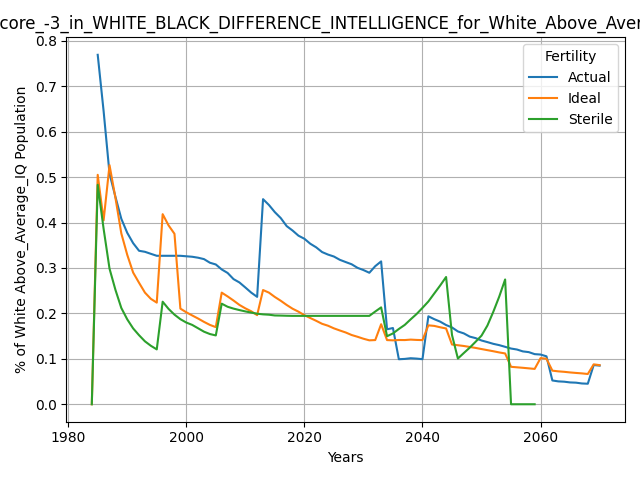 core_-3_in_WHITE_BLACK_DIFFERENCE_INTELLIGENCE_for_White_Above_Aver
0.8
0.7
0.6
0.5
0.4
0.3
0.2
0.1
0.0
% of White Above_Average_IQ Population
Fertility
Actual
Ideal
Sterile
1980 2000 2020 2040 2060
Years